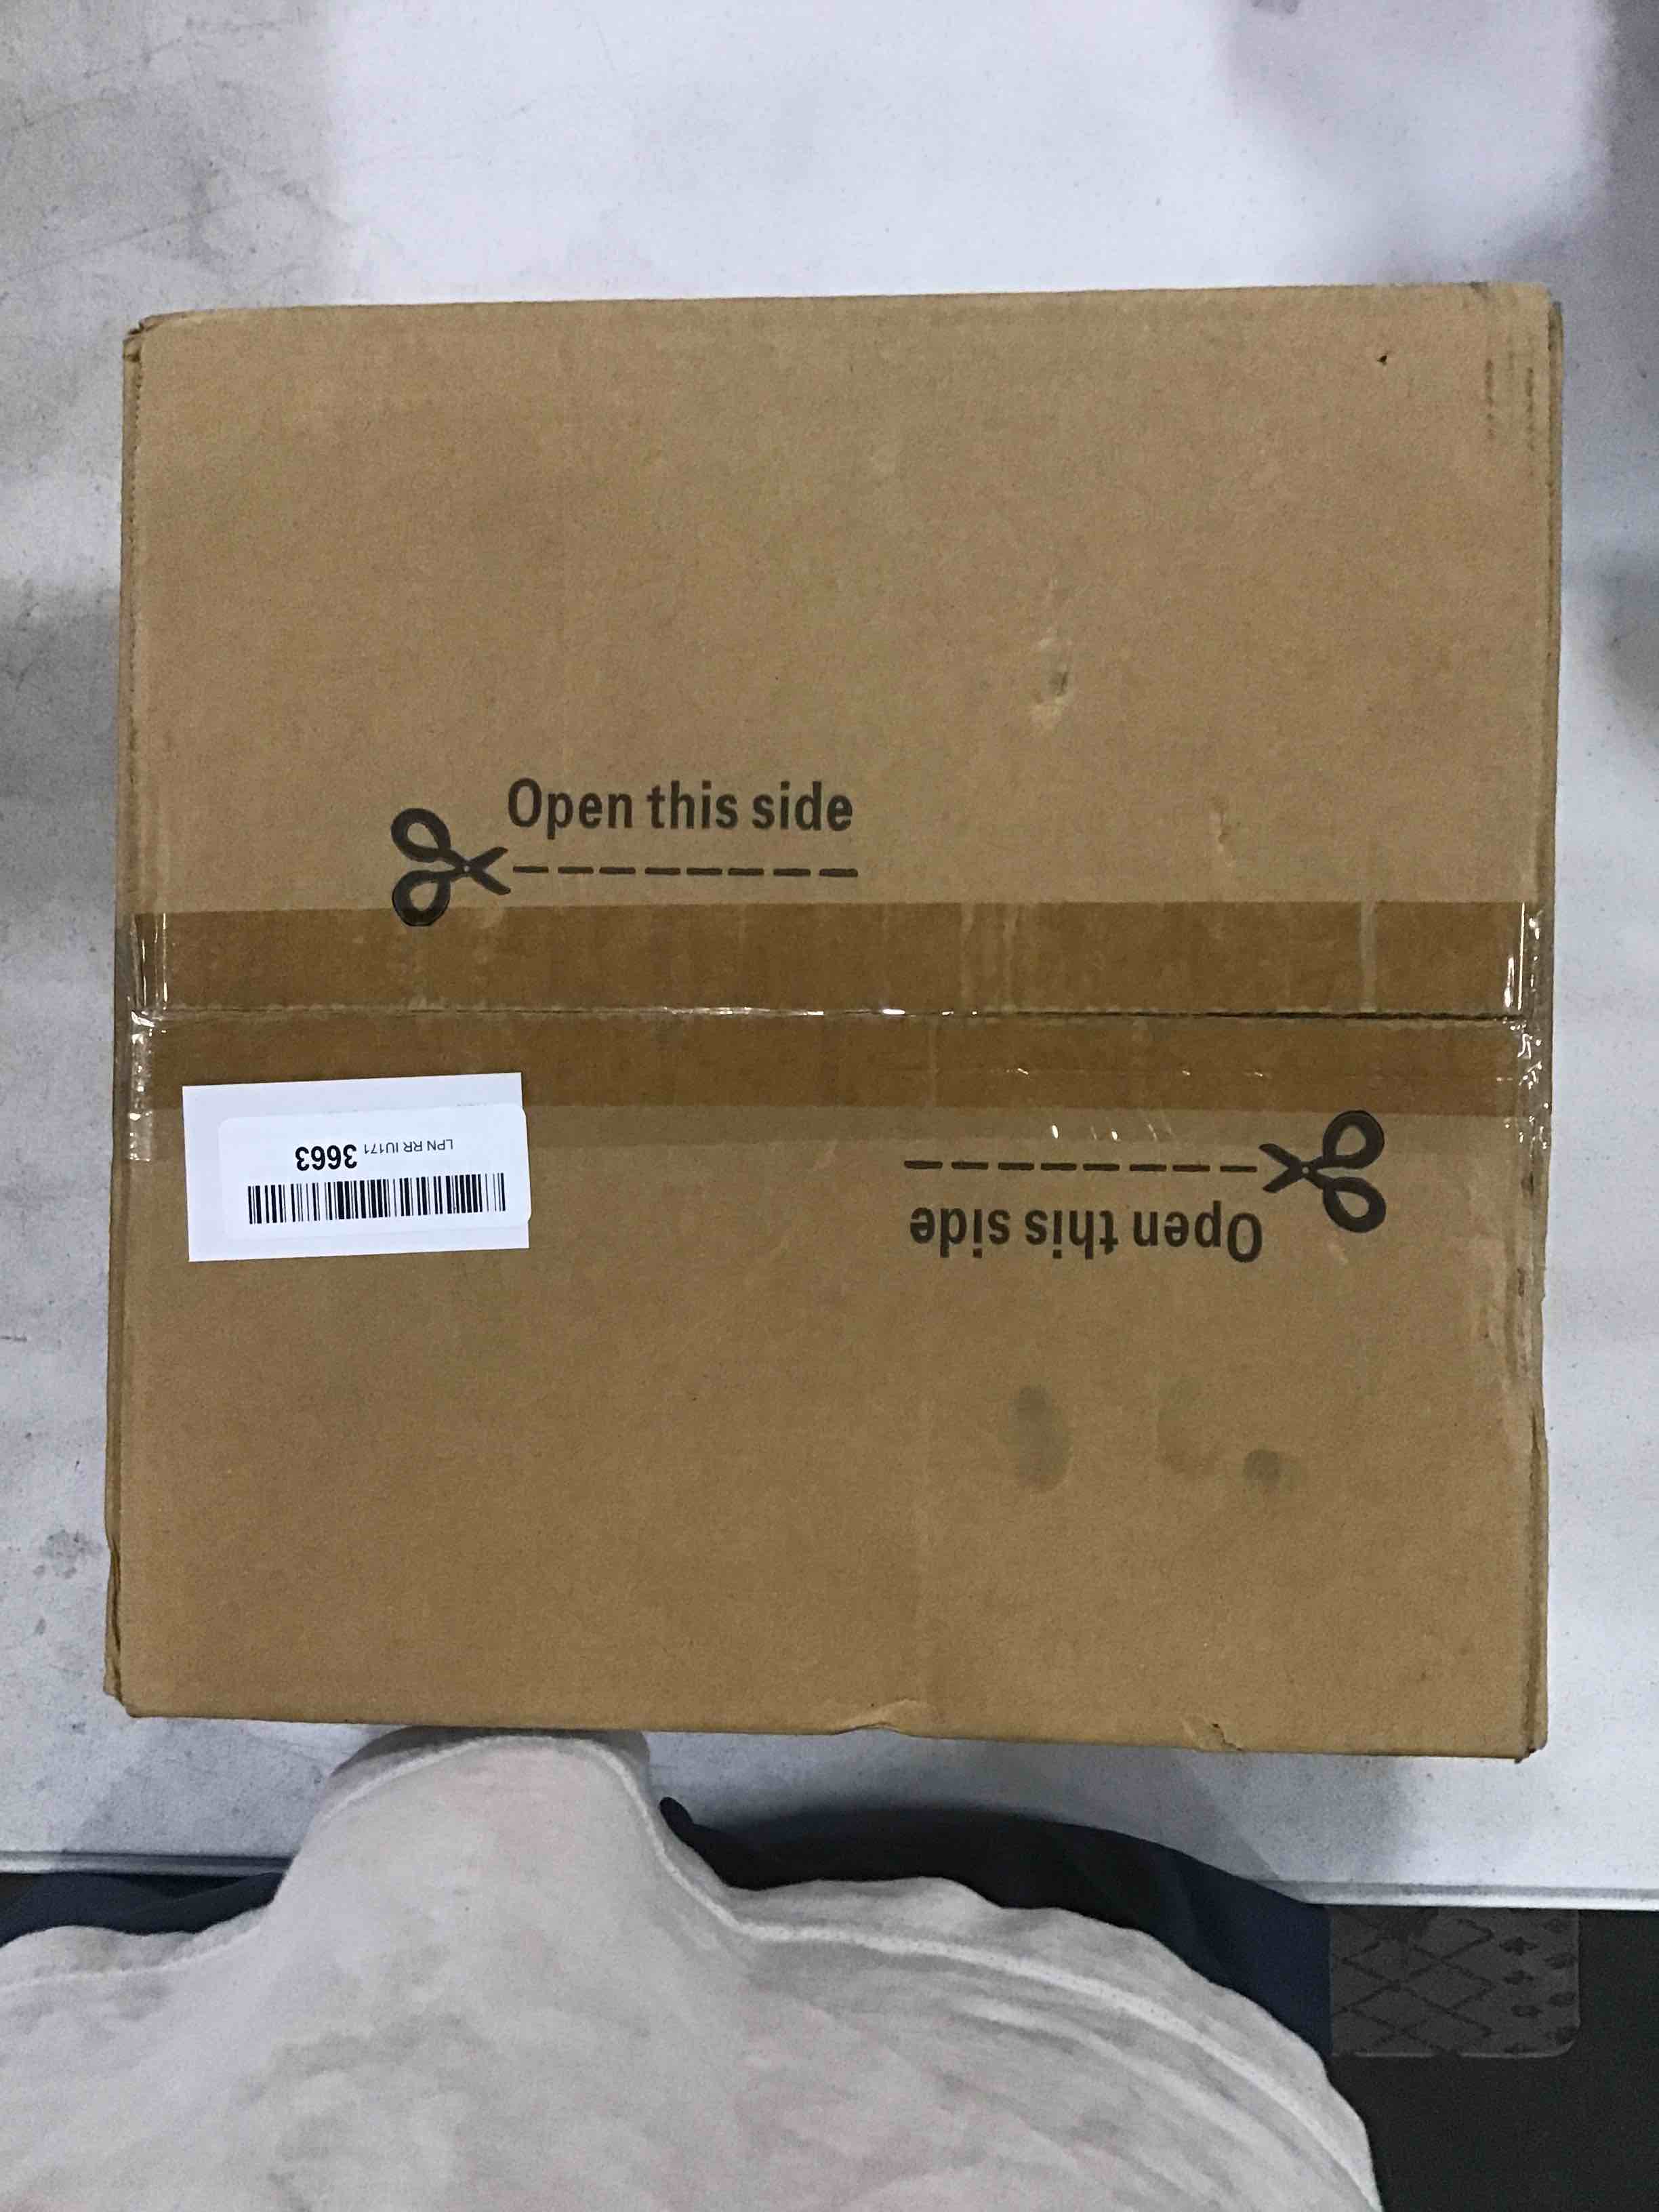 Open this side
LPN RR IU171 3663
Open this side